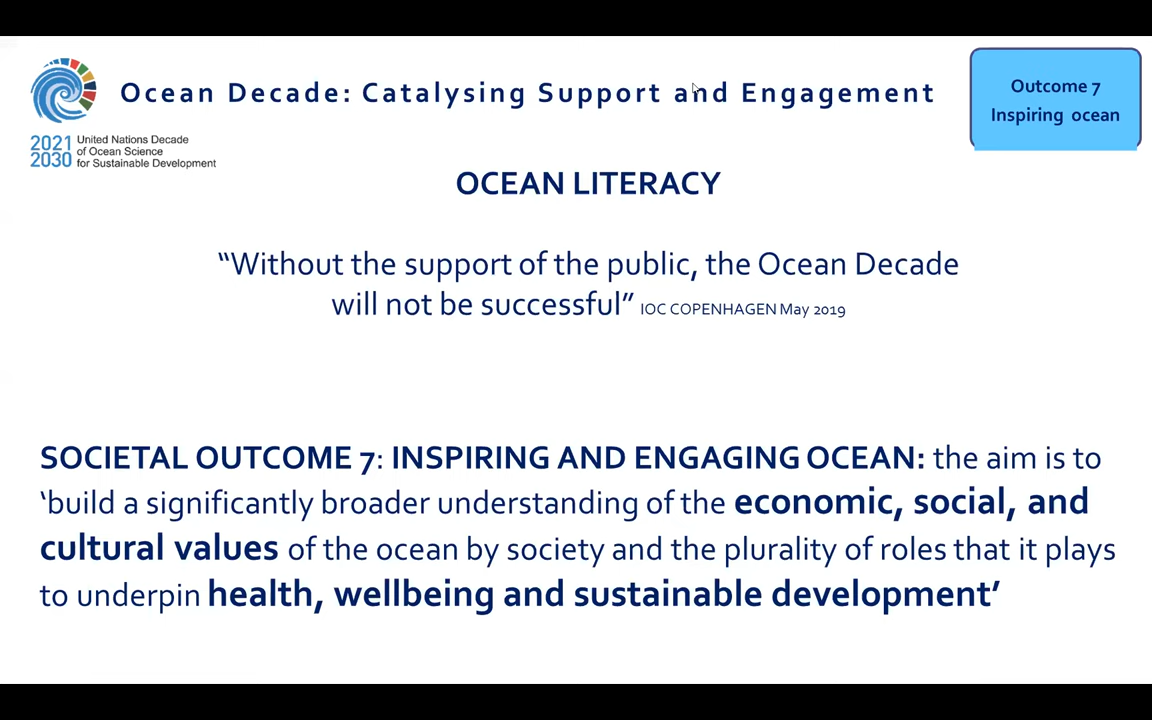 Ocean Decade: Catalysing Support and Engagement
Outcome 7
Inspiring ocean
2021
2030
United Nations Decade
of Ocean Science
for Sustainable Development
OCEAN LITERACY
“Without the support of the public, the Ocean Decade
will not be successful” IOC COPENHAGEN May 2019
SOCIETAL OUTCOME 7: INSPIRING AND ENGAGING OCEAN: the aim is to
‘build a significantly broader understanding of the economic, social, and
cultural values of the ocean by society and the plurality of roles that it plays
to underpin health, wellbeing and sustainable development’